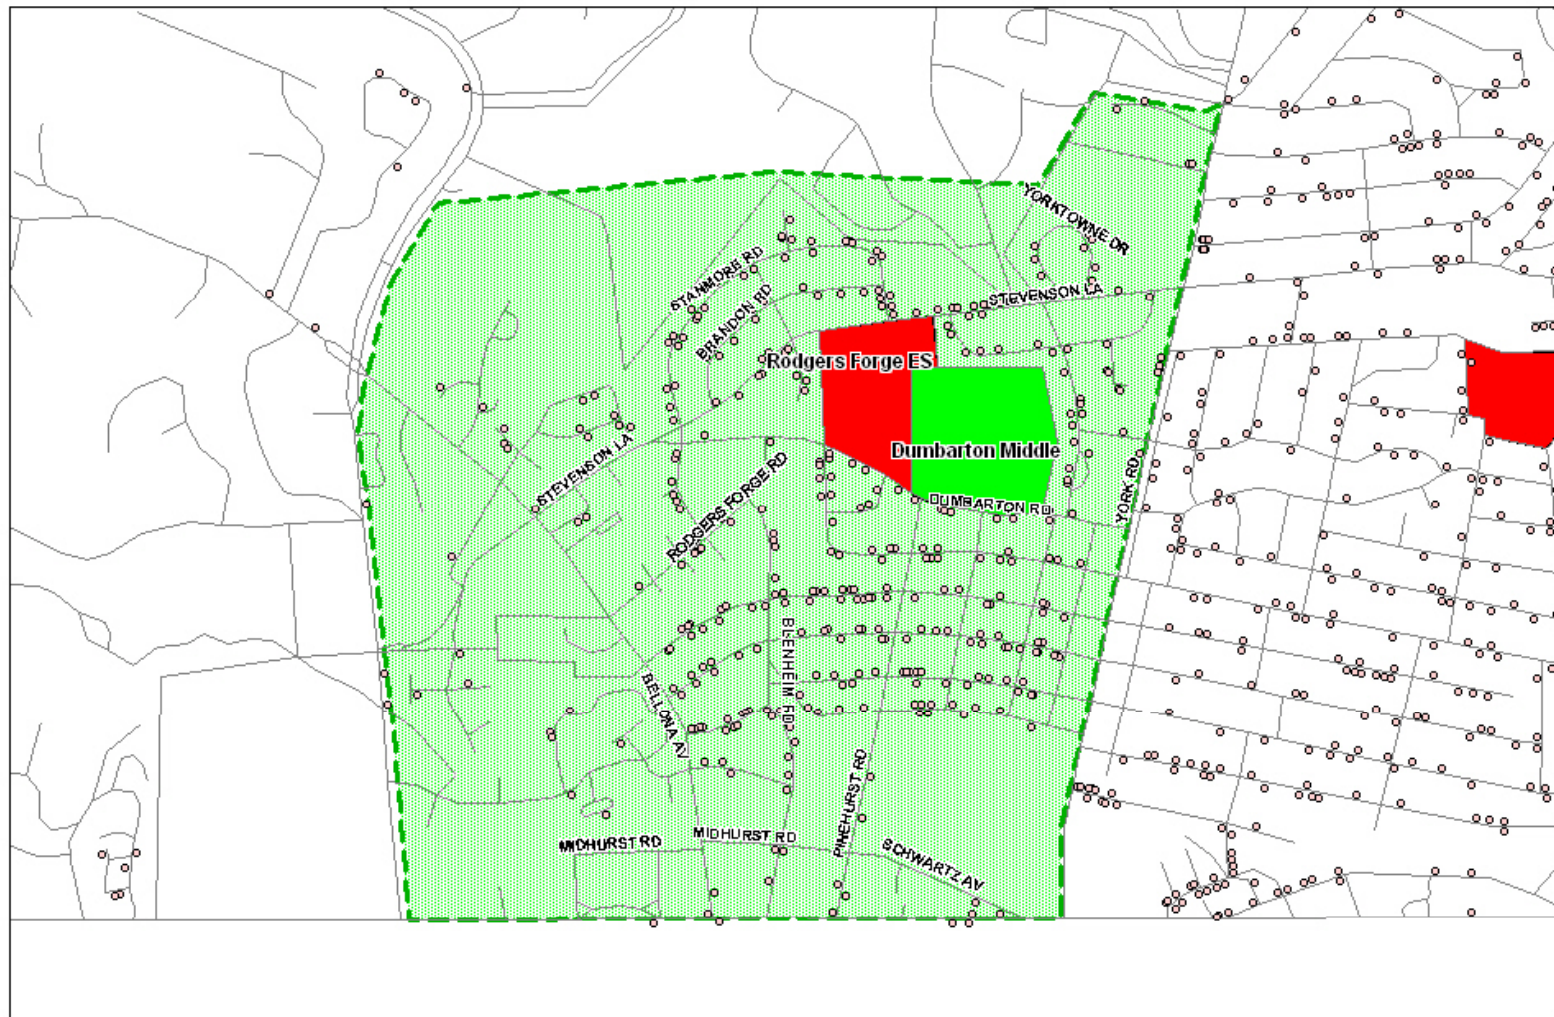 YORKTOWNE DR
STANMORE RD
STEVENSON LA
BRANDON RD
Rodgers Forge ES
Dumbarton Middle
STEVENSON LA
RODGERS FORGE RD
DUMBARTON RD
YORK RD
BLENHEIM RD
BELLONA AV
PINEHURST RD
MIDHURST RD
MIDHURST RD
SCHWARTZ AV